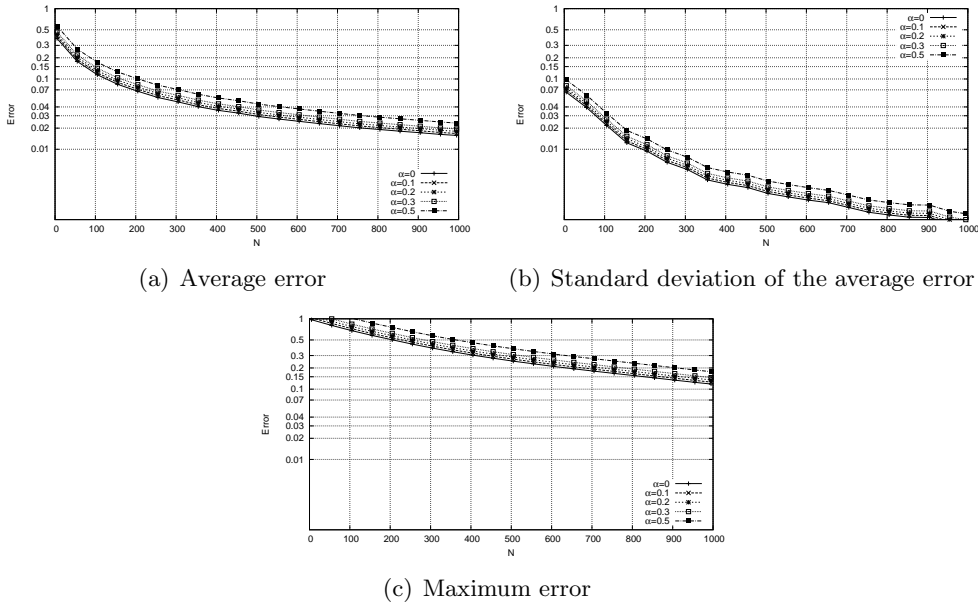 1
0.5
0.3
0.2
0.15
0.1
0.07
0.04
0.03
0.02
0.01
Error
0 100 200 300 400 500 600 700 800 900 1000
N
α=0
α=0.1
α=0.2
α=0.3
α=0.5
(a) Average error
1
0.5
0.3
0.2
0.15
0.1
0.07
0.04
0.03
0.02
0.01
Error
0 100 200 300 400 500 600 700 800 900 1000
N
α=0
α=0.1
α=0.2
α=0.3
α=0.5
(b) Standard deviation of the average error
1
0.5
0.3
0.2
0.15
0.1
0.07
0.04
0.03
0.02
0.01
Error
0 100 200 300 400 500 600 700 800 900 1000
N
α=0
α=0.1
α=0.2
α=0.3
α=0.5
(c) Maximum error